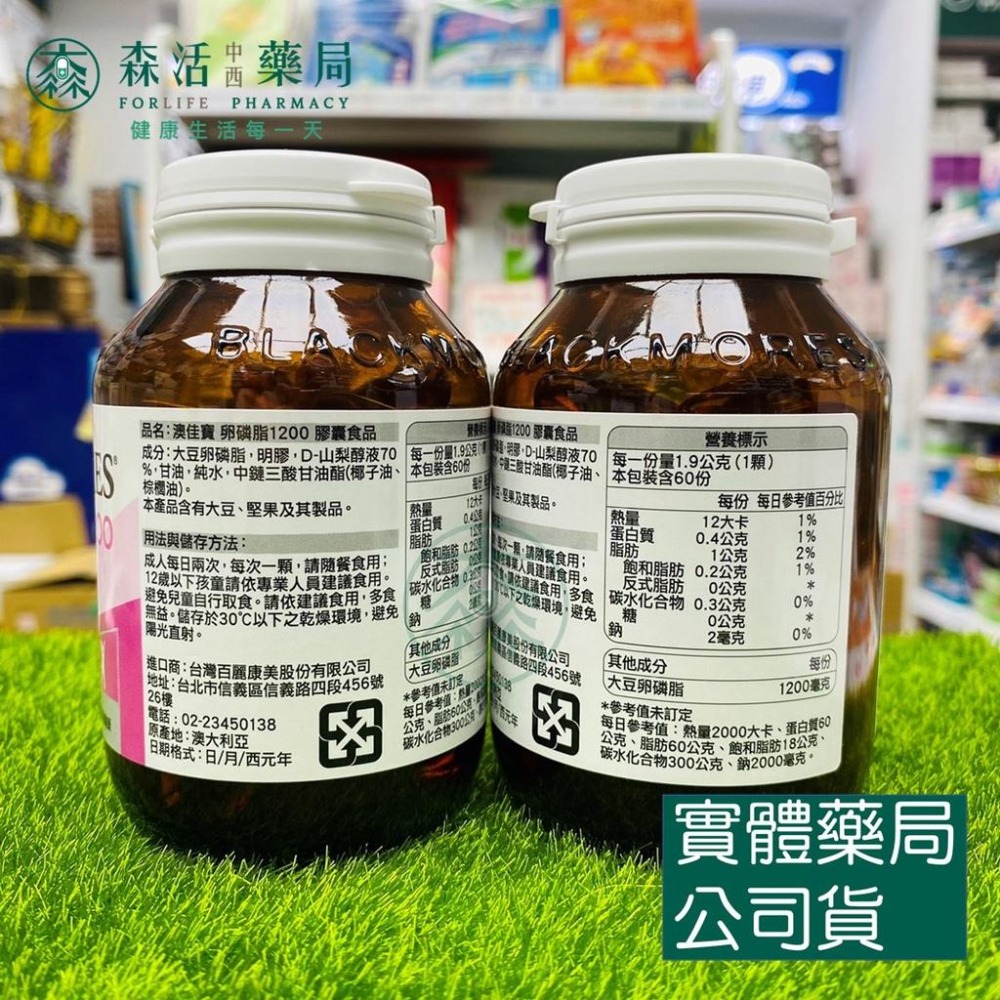 森活中西藥局
FORLIFE PHARMACY
健康生活每一天
BLACKMO
BLACKMORES
ES®
00
品名:澳佳寶 卵磷脂1200 膠囊食品
成分:大豆卵磷脂,明膠,D-山梨醇液70
%,甘油,純水,中鏈三酸甘油酯(椰子油、
棕櫚油)。
本產品含有大豆、堅果及其製品。
用法與儲存方法:
成人每日兩次,每次一顆,請隨餐食用;
12歲以下孩童請依專業人員建議食用。
避免兒童自行取食。請依建議食用,多食
無益。儲存於30℃以下之乾燥環境,避免
陽光直射。
進口商:台灣百麗康美股份有限公司
地址:台北市信義區信義路四段456號
26樓
電話:02-23450138
原產地:澳大利亞
日期格式:日/月/西元年
營養標示
每一份量1.9公克(1顆)
本包裝含60份
每份 每日參考值百分比
熱量 12大卡 1%
蛋白質 0.4公克 1%
脂肪 1公克 2%
飽和脂肪 0.2公克 1%
反式脂肪 0公克 *
碳水化合物 0.3公克 0%
糖 0公克 *
鈉 2毫克 0%
其他成分 每份
大豆卵磷脂 1200毫克
*參考值未訂定
每日參考值:熱量2000大卡、蛋白質60
公克、脂肪60公克、飽和脂肪18公克、
碳水化合物300公克、鈉2000毫克。
實體藥局
公司貨